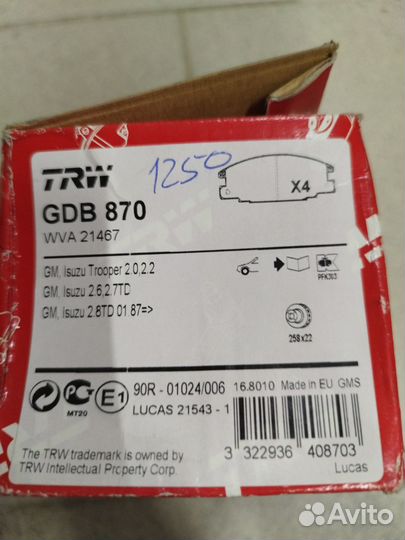 TRW
1250
X4
GDB 870
WVA 21467
GM, Isuzu Trooper 2.0,2.2
GM, Isuzu 2.6,2.7TD
GM, Isuzu 2.8TD 01 87=>
PFK303
258x22
MT20
E1
90R - 01024/006
16.8010 Made in EU GMS
LUCAS 21543 - 1
The TRW trademark is owned by
TRW Intellectual Property Corp.
3 322936 408703
Lucas
Avito